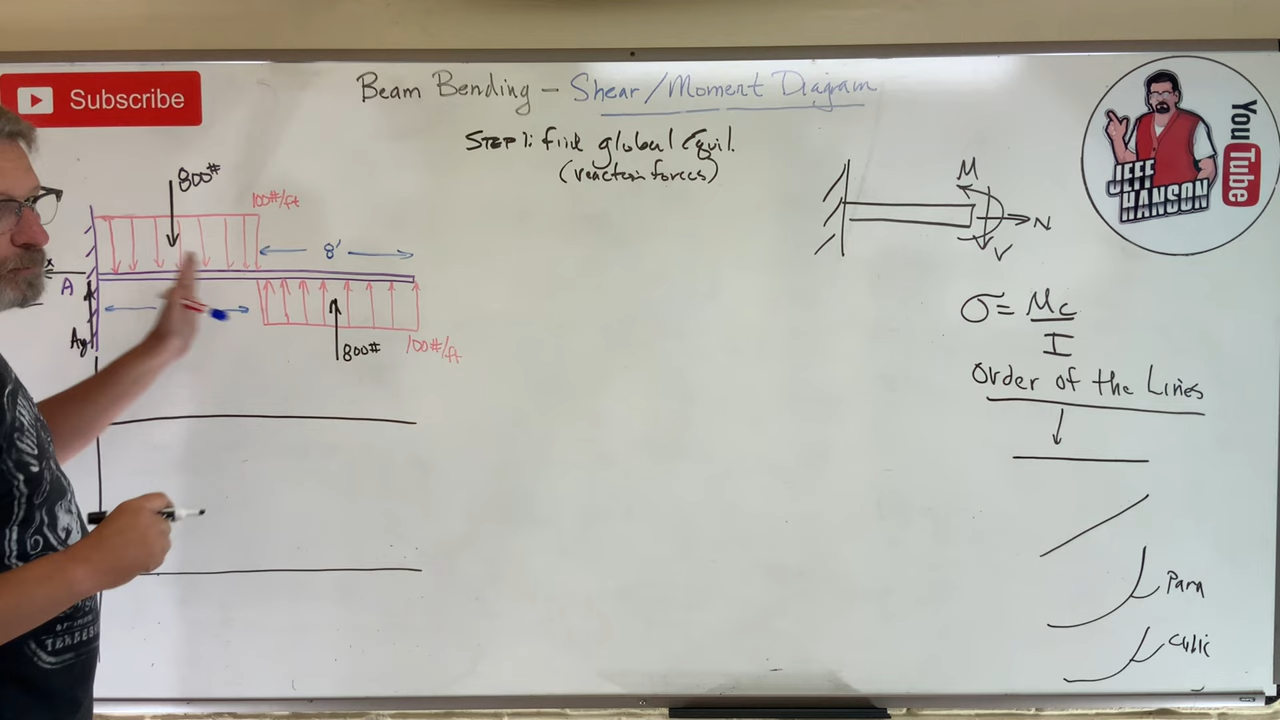 Subscribe
Beam Bending - Shear/Moment Diagram
STEP 1: find global Equil.
(reaction forces)
800#
100#/ft
8'
x
A
Ay
800#
100#/ft
M
N
V
σ = Mc
I
Order of the Lines
Para
Cubic
JEFF
HANSON
YouTube
TENNESSEE